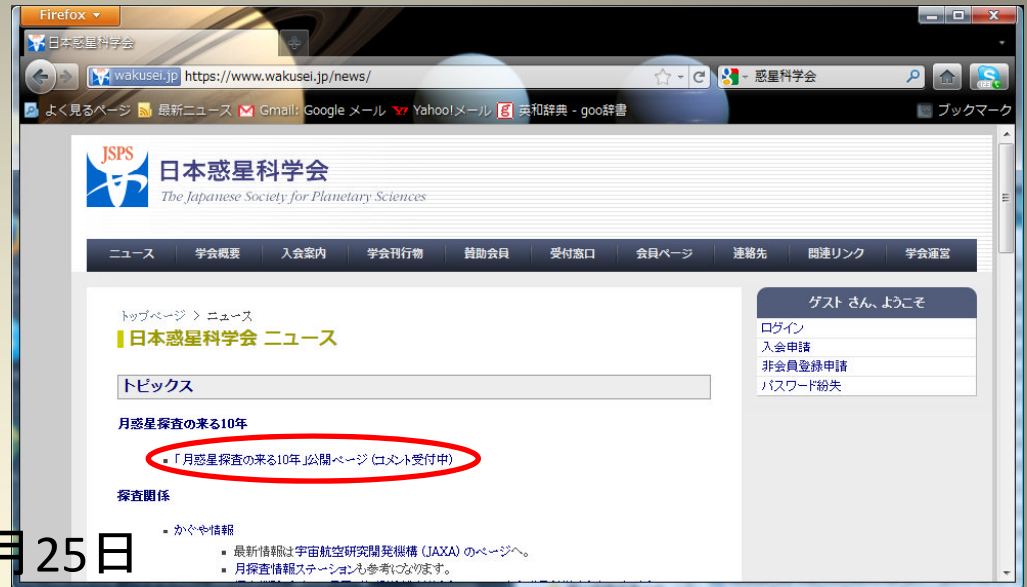 Firefox
日本惑星科学会
wakusei.jp https://www.wakusei.jp/news/
惑星科学会
よく見るページ 最新ニュース Gmail: Google メール Yahoo!メール 英和辞典 - goo辞書 ブックマーク
JSPS
日本惑星科学会
The Japanese Society for Planetary Sciences
ニュース 学会概要 入会案内 学会刊行物 賛助会員 受付窓口 会員ページ 連絡先 関連リンク 学会運営
トップページ > ニュース
日本惑星科学会 ニュース
トピックス
月惑星探査の来る10年
「月惑星探査の来る10年」公開ページ (コメント受付中)
探査関係
かぐや情報
最新情報は宇宙航空研究開発機構 (JAXA) のページへ。
月探査情報ステーションも参考になります。
ゲスト さん、ようこそ
ログイン
入会申請
非会員登録申請
パスワード紛失
月25日